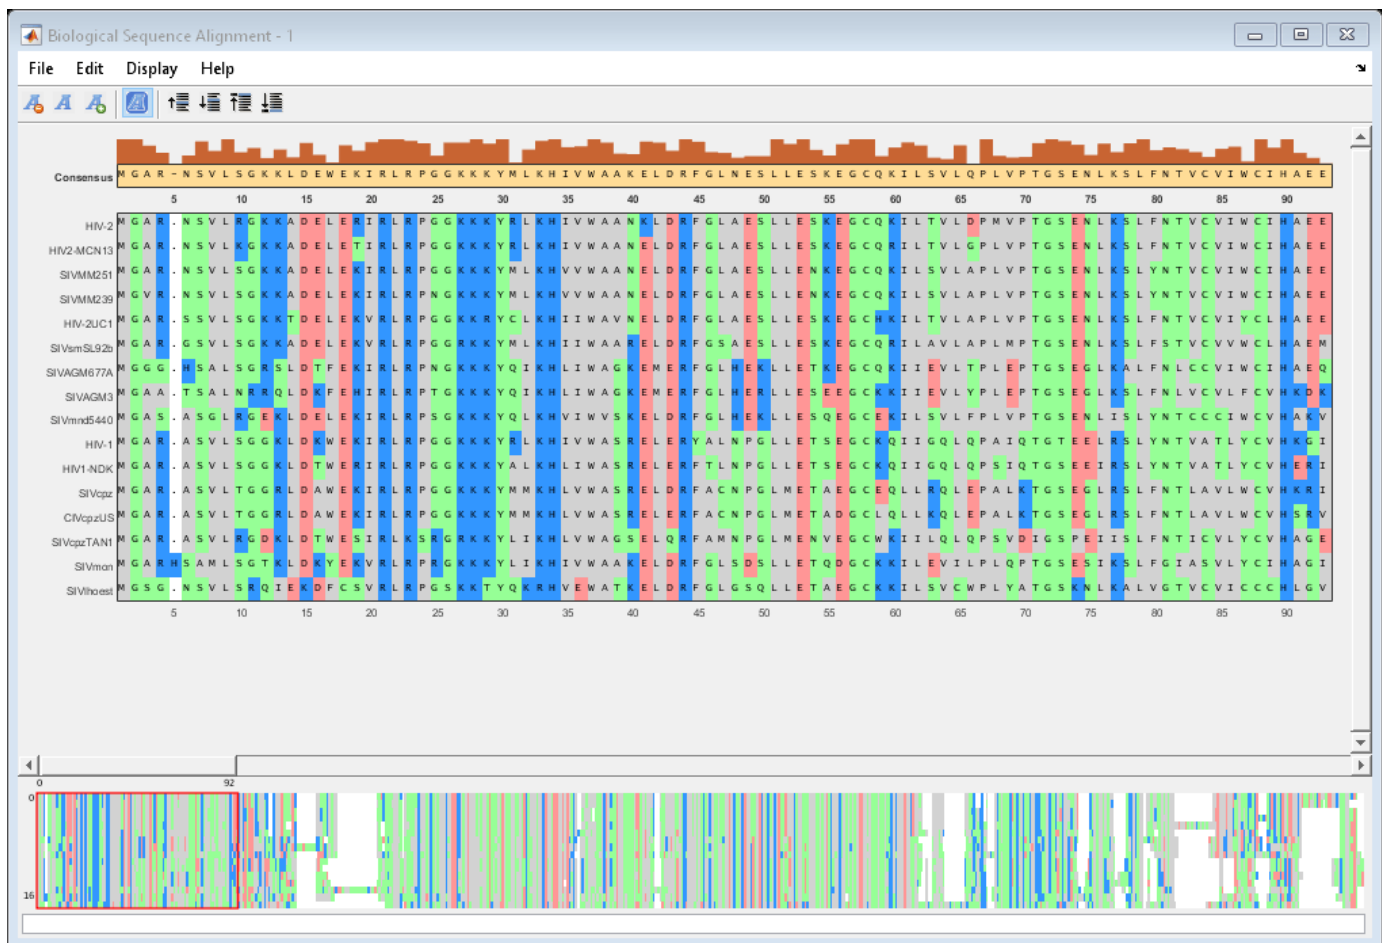 Biological Sequence Alignment - 1
File Edit Display Help
Consensus M G A R - N S V L S G K K L D E W E K I R L R P G G K K K Y M L K H I V W A A K E L D R F G L N E S L L E S K E G C Q K I L S V L Q P L V P T G S E N L K S L F N T V C V I W C I H A E E
5 10 15 20 25 30 35 40 45 50 55 60 65 70 75 80 85 90
HIV-2 M G A R . N S V L R G K K A D E L E R I R L R P G G K K K Y R L K H I V W A A N K L D R F G L A E S L L E S K E G C Q K I L T V L D P M V P T G S E N L K S L F N T V C V I W C I H A E E
HIV2-MCN13 M G A R . N S V L K G K K A D E L E T I R L R P G G K K K Y R L K H I V W A A N E L D R F G L A E S L L E S K E G C Q R I L T V L G P L V P T G S E N L K S L F N T V C V I W C I H A E E
SIVMM251 M G A R . N S V L S G K K A D E L E K I R L R P G G K K K Y M L K H V V W A A N E L D R F G L A E S L L E N K E G C Q K I L S V L A P L V P T G S E N L K S L Y N T V C V I W C I H A E E
SIVMM239 M G V R . N S V L S G K K A D E L E K I R L R P N G K K K Y M L K H V V W A A N E L D R F G L A E S L L E N K E G C Q K I L S V L A P L V P T G S E N L K S L Y N T V C V I W C I H A E E
HIV-2UC1 M G A R . S S V L S G K K T D E L E K V R L R P G G K K R Y C L K H I I W A V N E L D R F G L A E S L L E S K E G C H K I L T V L A P L V P T G S E N L K S L F N T V C V I Y C L H A E E
SIVsmSL92b M G A R . G S V L S G K K A D E L E K V R L R P G G K K R Y M L K H I I W A A R E L D R F G S A E S L L E S K E G C Q R I L A V L A P L M P T G S E N L K S L F S T V C V V W C L H A E M
SIVAGM677A M G G G . H S A L S G R S L D T F E K I R L R P N G K K K Y Q I K H L I W A G K E M E R F G L H E K L L E T K E G C Q K I I E V L T P L E P T G S E G L K A L F N L C C V I W C I H A E Q
SIVAGM3 M G A A . T S A L N R R Q L D K F E H I R L R P T G K K K Y Q I K H L I W A G K E M E R F G L H E R L L E S E E G C K K I I E V L Y P L E P T G S E G L K S L F N L V C V L F C V H K D K
SIVmnd5440 M G A S . A S G L R G E K L D E L E K I R L R P S G K K K Y Q L K H V I W V S K E L D R F G L H E K L L E S Q E G C E K I L S V L F P L V P T G S E N L I S L Y N T C C C I W C V H A K V
HIV-1 M G A R . A S V L S G G K L D K W E K I R L R P G G K K K Y R L K H I V W A S R E L E R Y A L N P G L L E T S E G C K Q I I G Q L Q P A I Q T G T E E L R S L Y N T V A T L Y C V H K G I
HIV1-NDK M G A R . A S V L S G G K L D T W E R I R L R P G G K K K Y A L K H L I W A S R E L E R F T L N P G L L E T S E G C K Q I I G Q L Q P S I Q T G S E E I R S L Y N T V A T L Y C V H E R I
SIVcpz M G A R . A S V L T G G R L D A W E K I R L R P G G K K K Y M M K H L V W A S R E L D R F A C N P G L M E T A E G C E Q L L R Q L E P A L K T G S E G L R S L F N T L A V L W C V H K R I
CIVcpzUS M G A R . A S V L T G G R L D A W E K I R L R P G G K K K Y M M K H L V W A S R E L E R F A C N P G L M E T A D G C L Q L L K Q L E P A L K T G S E G L R S L F N T L A V L W C V H S R V
SIVcpzTAN1 M G A R . A S V L R G D K L D T W E S I R L K S R G R K K Y L I K H L V W A G S E L Q R F A M N P G L M E N V E G C W K I I L Q L Q P S V D I G S P E I I S L F N T I C V L Y C V H A G E
SIVmon M G A R H S A M L S G T K L D K Y E K V R L R P R G K K K Y L I K H I V W A A K E L D R F G L S D S L L E T Q D G C K K I L E V I L P L Q P T G S E S I K S L F G I A S V L Y C I H A G I
SIVlhoest M G S G . N S V L S R K Q I E K D F C S V R L R P G S K K T Y Q K R H V E W A T K E L D R F G L G S Q L L E T A E G C K K I L S V C W P L Y A T G S K N L K A L V G T V C V I C C C H L G V
5 10 15 20 25 30 35 40 45 50 55 60 65 70 75 80 85 90
0 92
0
16